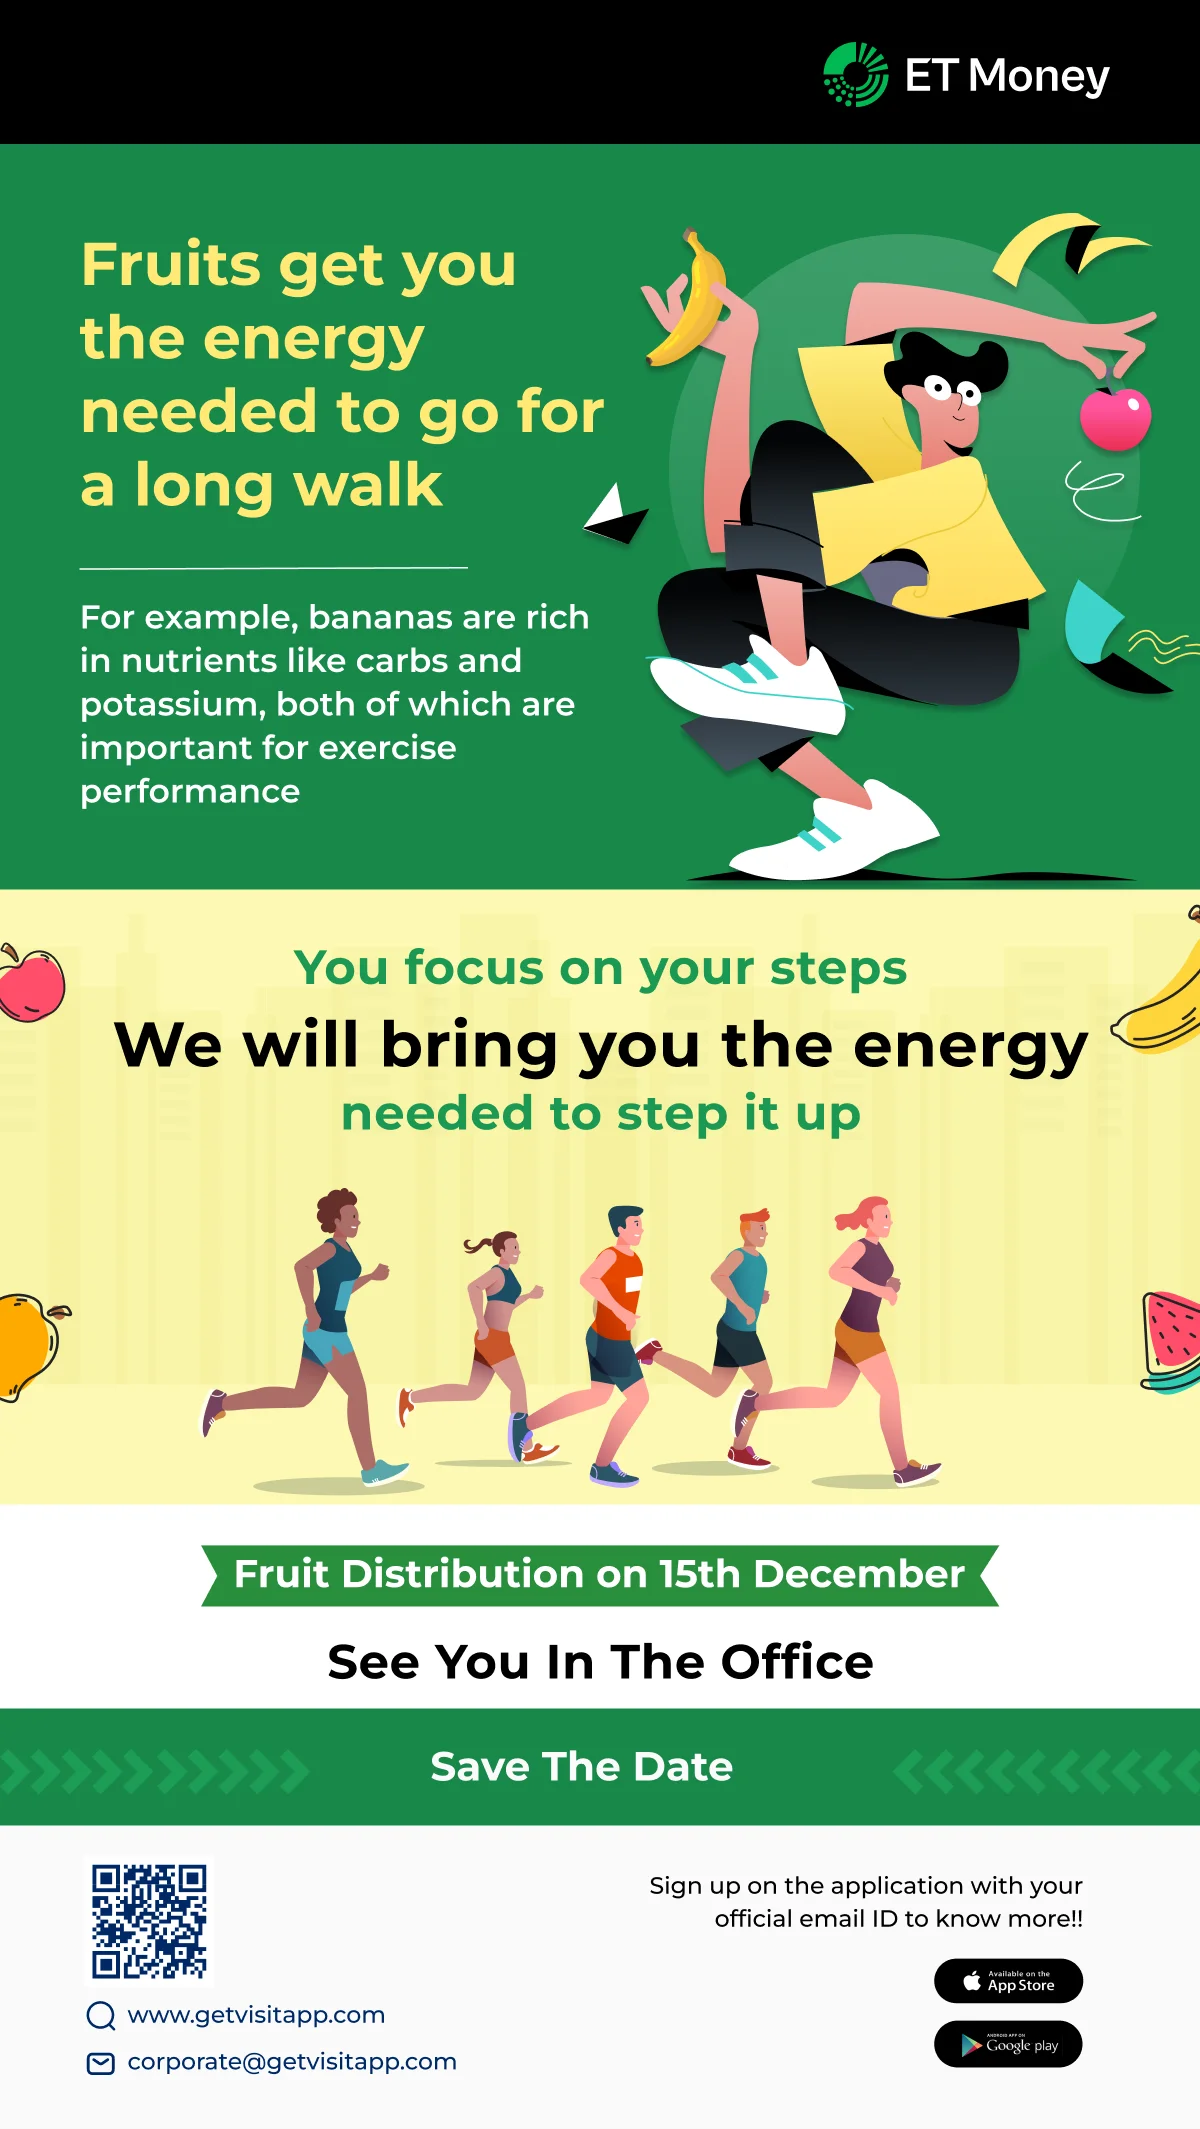 ET Money
Fruits get you
the energy
needed to go for
a long walk
For example, bananas are rich
in nutrients like carbs and
potassium, both of which are
important for exercise
performance
You focus on your steps
We will bring you the energy
needed to step it up
Fruit Distribution on 15th December
See You In The Office
Save The Date
Sign up on the application with your
official email ID to know more!!
Available on the
App Store
ANDROID APP ON
Google play
www.getvisitapp.com
corporate@getvisitapp.com